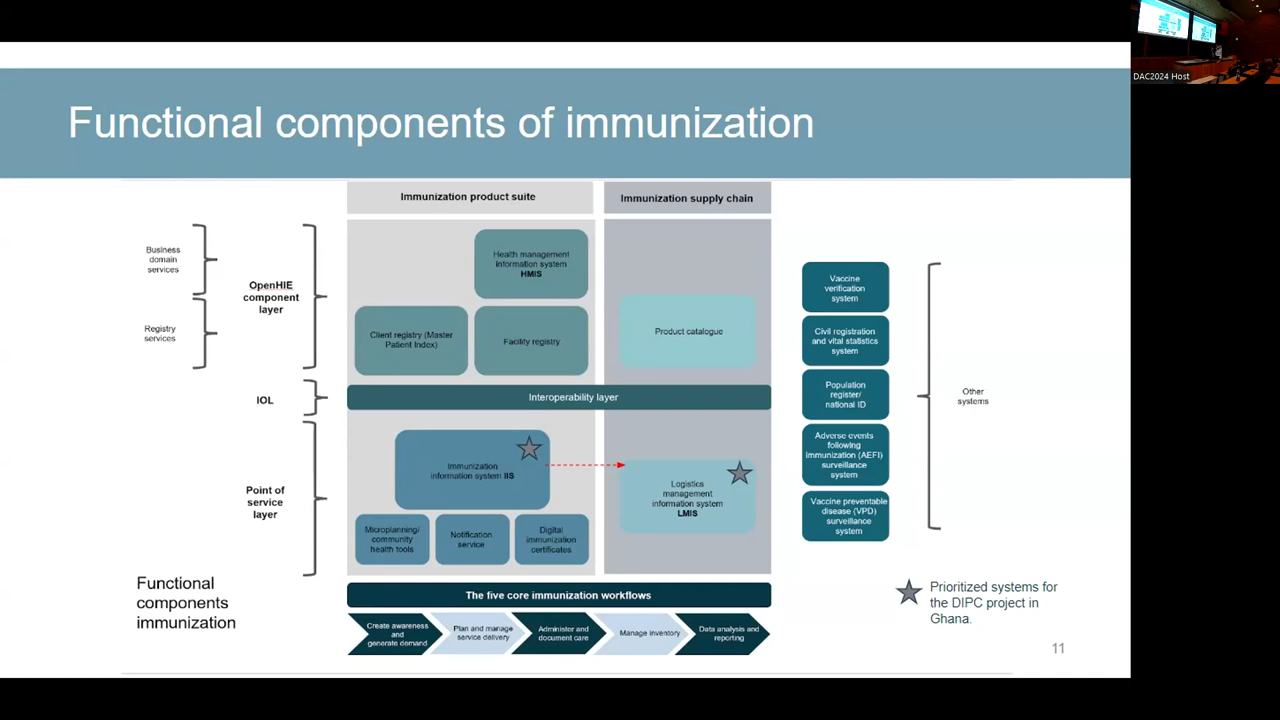 DAC2024 Host
Functional components of immunization
Immunization product suite
Immunization supply chain
Business
domain
services
Registry
services
OpenHIE
component
layer
IOL
Point of
service
layer
Health management
information system
HMIS
Client registry (Master
Patient Index)
Facility registry
Product catalogue
Interoperability layer
Immunization
information system IIS
Microplanning/
community
health tools
Notification
service
Digital
immunization
certificates
Logistics
management
information system
LMIS
Vaccine
verification
system
Civil registration
and vital statistics
system
Population
register/
national ID
Adverse events
following
immunization (AEFI)
surveillance
system
Vaccine preventable
disease (VPD)
surveillance
system
Other
systems
The five core immunization workflows
Create awareness
and
generate demand
Plan and manage
service delivery
Administer and
document care
Manage inventory
Data analysis and
reporting
Functional
components
immunization
Prioritized systems for
the DIPC project in
Ghana.
11